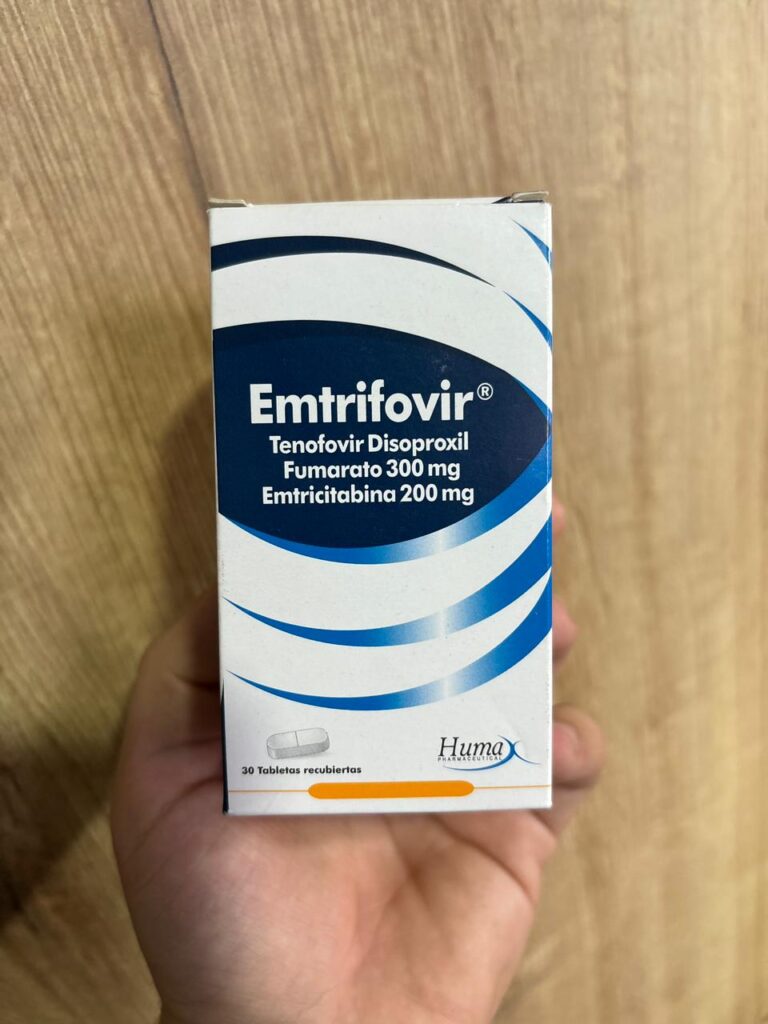 Emtrifovir®
Tenofovir Disoproxil
Fumarato 300 mg
Emtricitabina 200 mg
30 Tabletas recubiertas
Humax
PHARMACEUTICAL